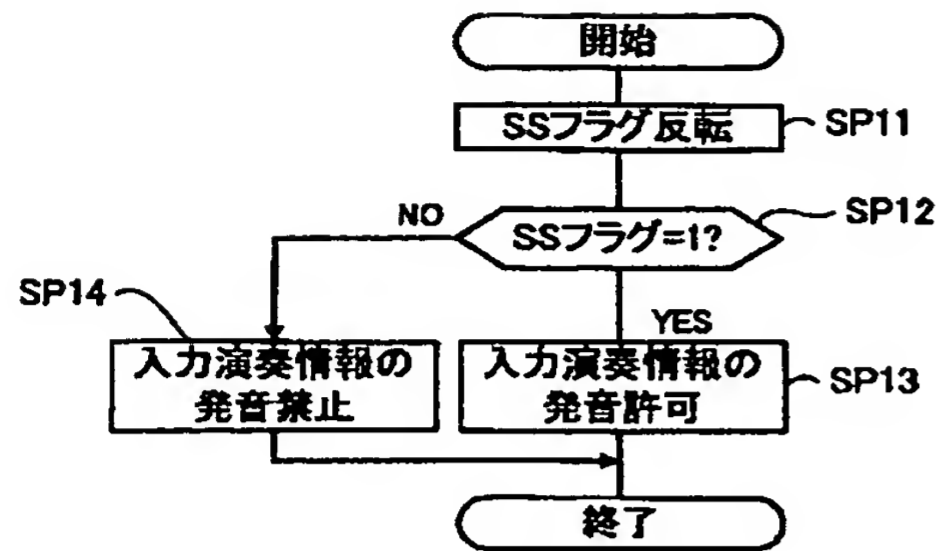 開始
SSフラグ反転
SP11
SSフラグ=1?
SP12
NO
YES
SP14
入力演奏情報の
発音禁止
入力演奏情報の
発音許可
SP13
終了